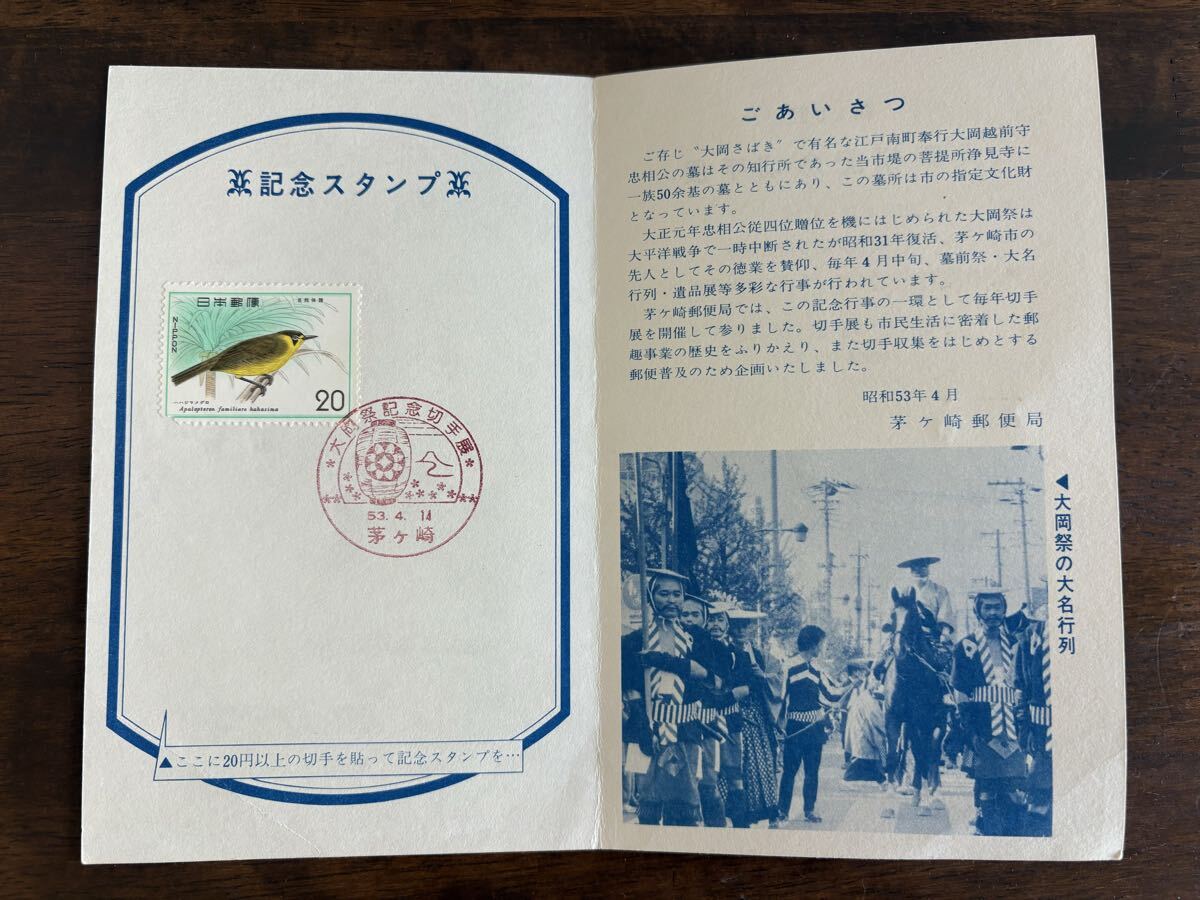 記念スタンプ
日本郵便
自然保護
NIPPON
ハハジマメグロ
20
Apalopteron familiare hahasima
大岡祭記念切手展
53. 4. 14
茅ヶ崎
▲ここに20円以上の切手を貼って記念スタンプを…
ごあいさつ
ご存じ〝大岡さばき〟で有名な江戸南町奉行大岡越前守
忠相公の墓はその知行所であった当市堤の菩提所浄見寺に
一族50余基の墓とともにあり、この墓所は市の指定文化財
となっています。
大正元年忠相公従四位贈位を機にはじめられた大岡祭は
太平洋戦争で一時中断されたが昭和31年復活、茅ケ崎市の
先人としてその徳業を賛仰、毎年4月中旬、墓前祭・大名
行列・遺品展等多彩な行事が行われています。
茅ケ崎郵便局では、この記念行事の一環として毎年切手
展を開催して参りました。切手展も市民生活に密着した郵
趣事業の歴史をふりかえり、また切手収集をはじめとする
郵便普及のため企画いたしました。
昭和53年4月
茅ケ崎郵便局
▲大岡祭の大名行列